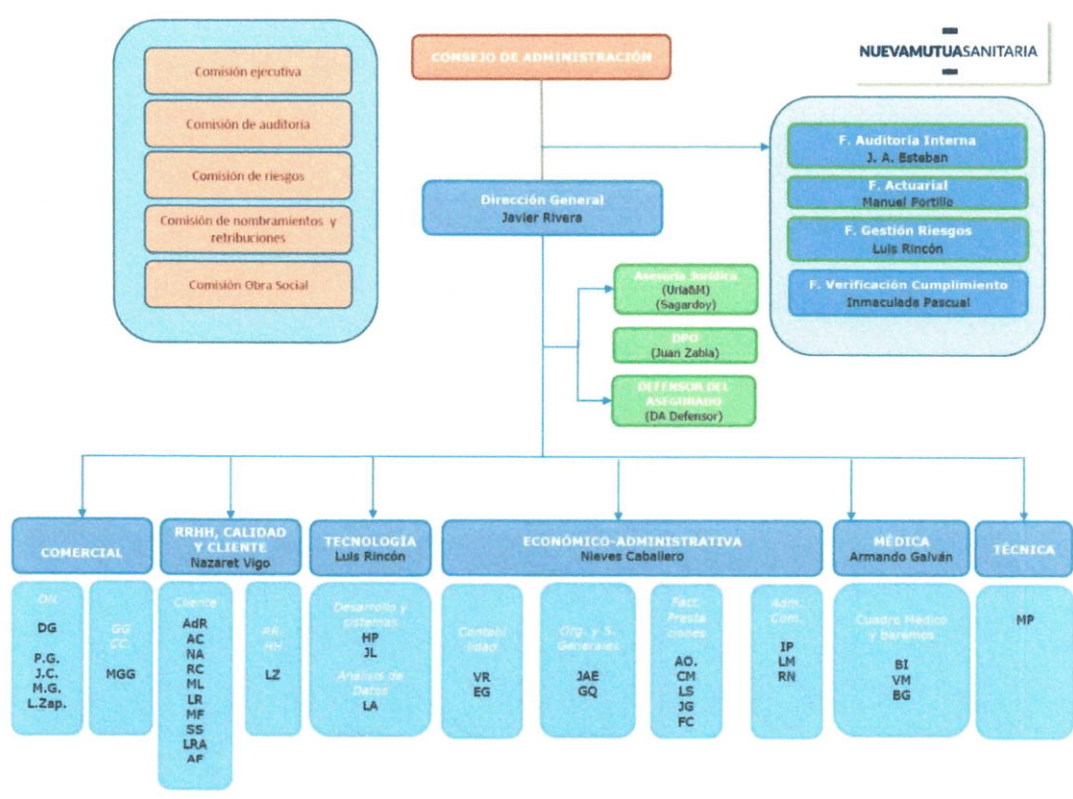 NUEVAMUTUASANITARIA
CONSEJO DE ADMINISTRACIÓN
Comisión ejecutiva
Comisión de auditoria
Comisión de riesgos
Comisión de nombramientos y
retribuciones
Comisión Obra Social
F. Auditoría Interna
J. A. Esteban
F. Actuarial
Manuel Portillo
F. Gestión Riesgos
Luis Rincón
F. Verificación Cumplimiento
Inmaculada Pascual
Dirección General
Javier Rivera
Asesoría Jurídica
(Uría&M)
(Sagardoy)
DPO
(Juan Zabía)
DEFENSOR DEL
ASEGURADO
(DA Defensor)
COMERCIAL
RRHH, CALIDAD
Y CLIENTE
Nazaret Vigo
TECNOLOGÍA
Luis Rincón
ECONÓMICO-ADMINISTRATIVA
Nieves Caballero
MÉDICA
Armando Galván
TÉCNICA
DN
DG
P.G.
J.C.
M.G.
L.Zap.
GG
CC.
MGG
Cliente
AdR
AC
NA
RC
ML
LR
MF
SS
LRA
AF
RR
HH
LZ
Desarrollo y
sistemas
HP
JL
Análisis de
Datos
LA
Contabi
lidad
VR
EG
Org. y S.
Generales
JAE
GQ
Fact.
Presta
ciones
AO.
CM
LS
JG
FC
Adm.
Com.
IP
LM
RN
Cuadro Médico
y baremos
BI
VM
BG
MP